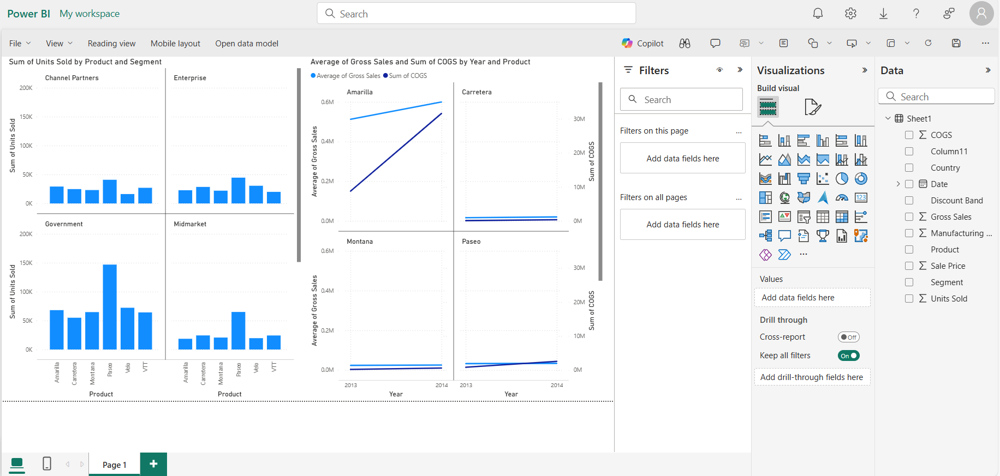 Power BI My workspace
Search
File View Reading view Mobile layout Open data model
Copilot
Sum of Units Sold by Product and Segment
Channel Partners
Enterprise
200K
150K
100K
50K
0K
Sum of Units Sold
Government
Midmarket
200K
150K
100K
50K
0K
Sum of Units Sold
Amarilla
Carretera
Montana
Paseo
Velo
VTT
Amarilla
Carretera
Montana
Paseo
Velo
VTT
Product
Product
Average of Gross Sales and Sum of COGS by Year and Product
Average of Gross Sales Sum of COGS
Amarilla
Carretera
0.6M
0.4M
0.2M
0.0M
Average of Gross Sales
30M
20M
10M
0M
Sum of COGS
Montana
Paseo
0.6M
0.4M
0.2M
0.0M
Average of Gross Sales
30M
20M
10M
0M
Sum of COGS
2013
2014
2013
2014
Year
Year
Filters
Search
Filters on this page
...
Add data fields here
Filters on all pages
...
Add data fields here
Visualizations
Build visual
123
...
Values
Add data fields here
Drill through
Cross-report
Off
Keep all filters
On
Add drill-through fields here
Data
Search
Sheet1
COGS
Column11
Country
Date
Discount Band
Gross Sales
Manufacturing ...
Product
Sale Price
Segment
Units Sold
Page 1